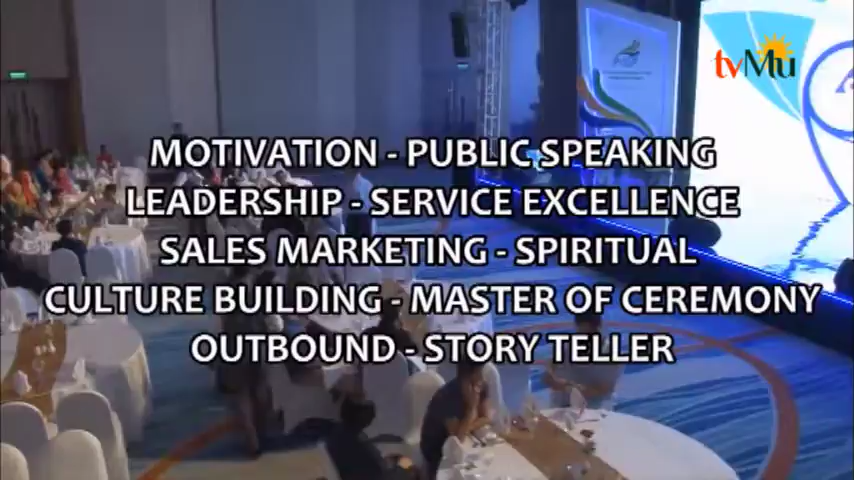 tvMu
MOTIVATION - PUBLIC SPEAKING
LEADERSHIP - SERVICE EXCELLENCE
SALES MARKETING - SPIRITUAL
CULTURE BUILDING - MASTER OF CEREMONY
OUTBOUND - STORY TELLER